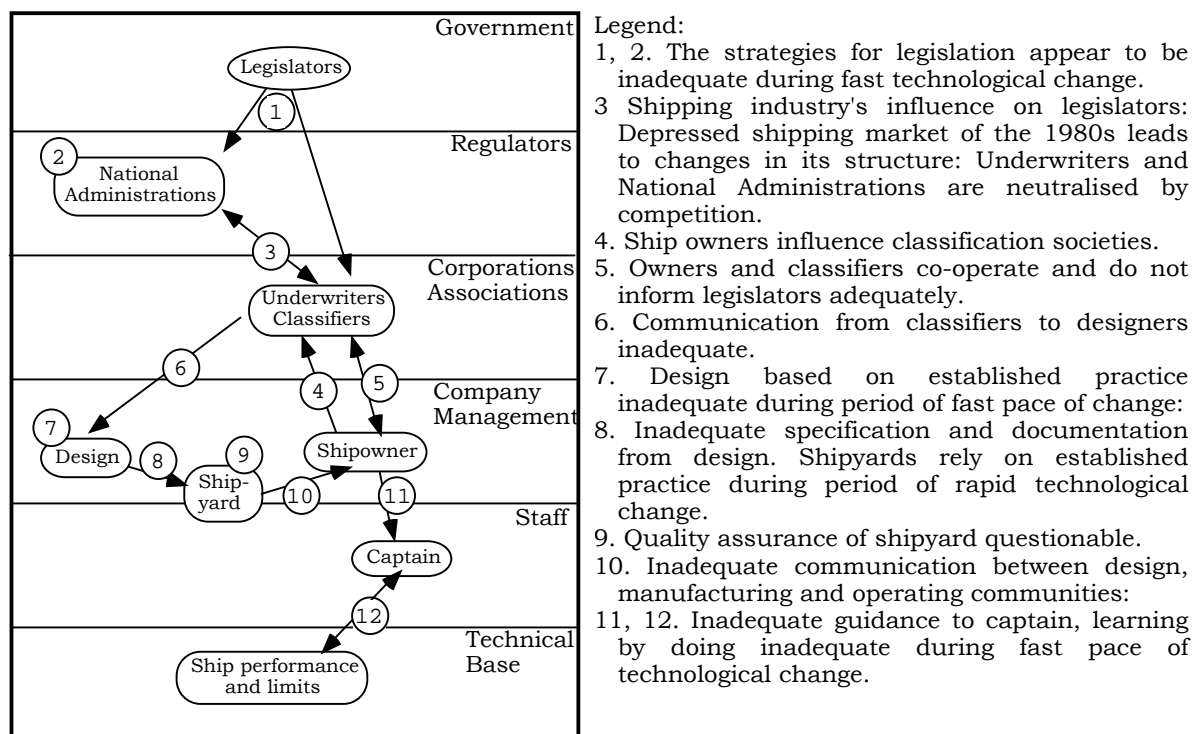 Government
Legislators
1
Regulators
2
National
Administrations
3
Corporations
Associations
Underwriters
Classifiers
6
4
5
Company
Management
7
Design
8
9
Ship-
yard
10
Shipowner
11
Staff
Captain
12
Technical
Base
Ship performance
and limits
Legend:
1, 2. The strategies for legislation appear to be
inadequate during fast technological change.
3 Shipping industry's influence on legislators:
Depressed shipping market of the 1980s leads
to changes in its structure: Underwriters and
National Administrations are neutralised by
competition.
4. Ship owners influence classification societies.
5. Owners and classifiers co-operate and do not
inform legislators adequately.
6. Communication from classifiers to designers
inadequate.
7. Design based on established practice
inadequate during period of fast pace of change:
8. Inadequate specification and documentation
from design. Shipyards rely on established
practice during period of rapid technological
change.
9. Quality assurance of shipyard questionable.
10. Inadequate communication between design,
manufacturing and operating communities:
11, 12. Inadequate guidance to captain, learning
by doing inadequate during fast pace of
technological change.